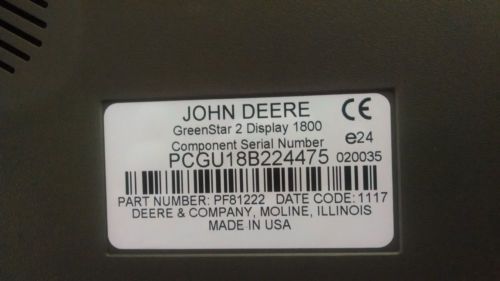 JOHN DEERE
GreenStar 2 Display 1800
Component Serial Number
PCGU18B224475 020035
PART NUMBER: PF81222 DATE CODE: 1117
DEERE & COMPANY, MOLINE, ILLINOIS
MADE IN USA
CE
e24